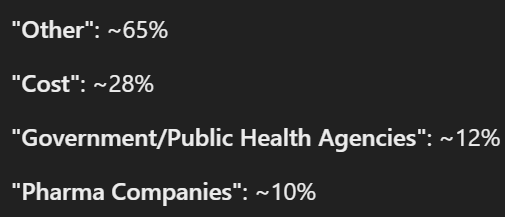 "Other": ~65%
"Cost": ~28%
"Government/Public Health Agencies": ~12%
"Pharma Companies": ~10%